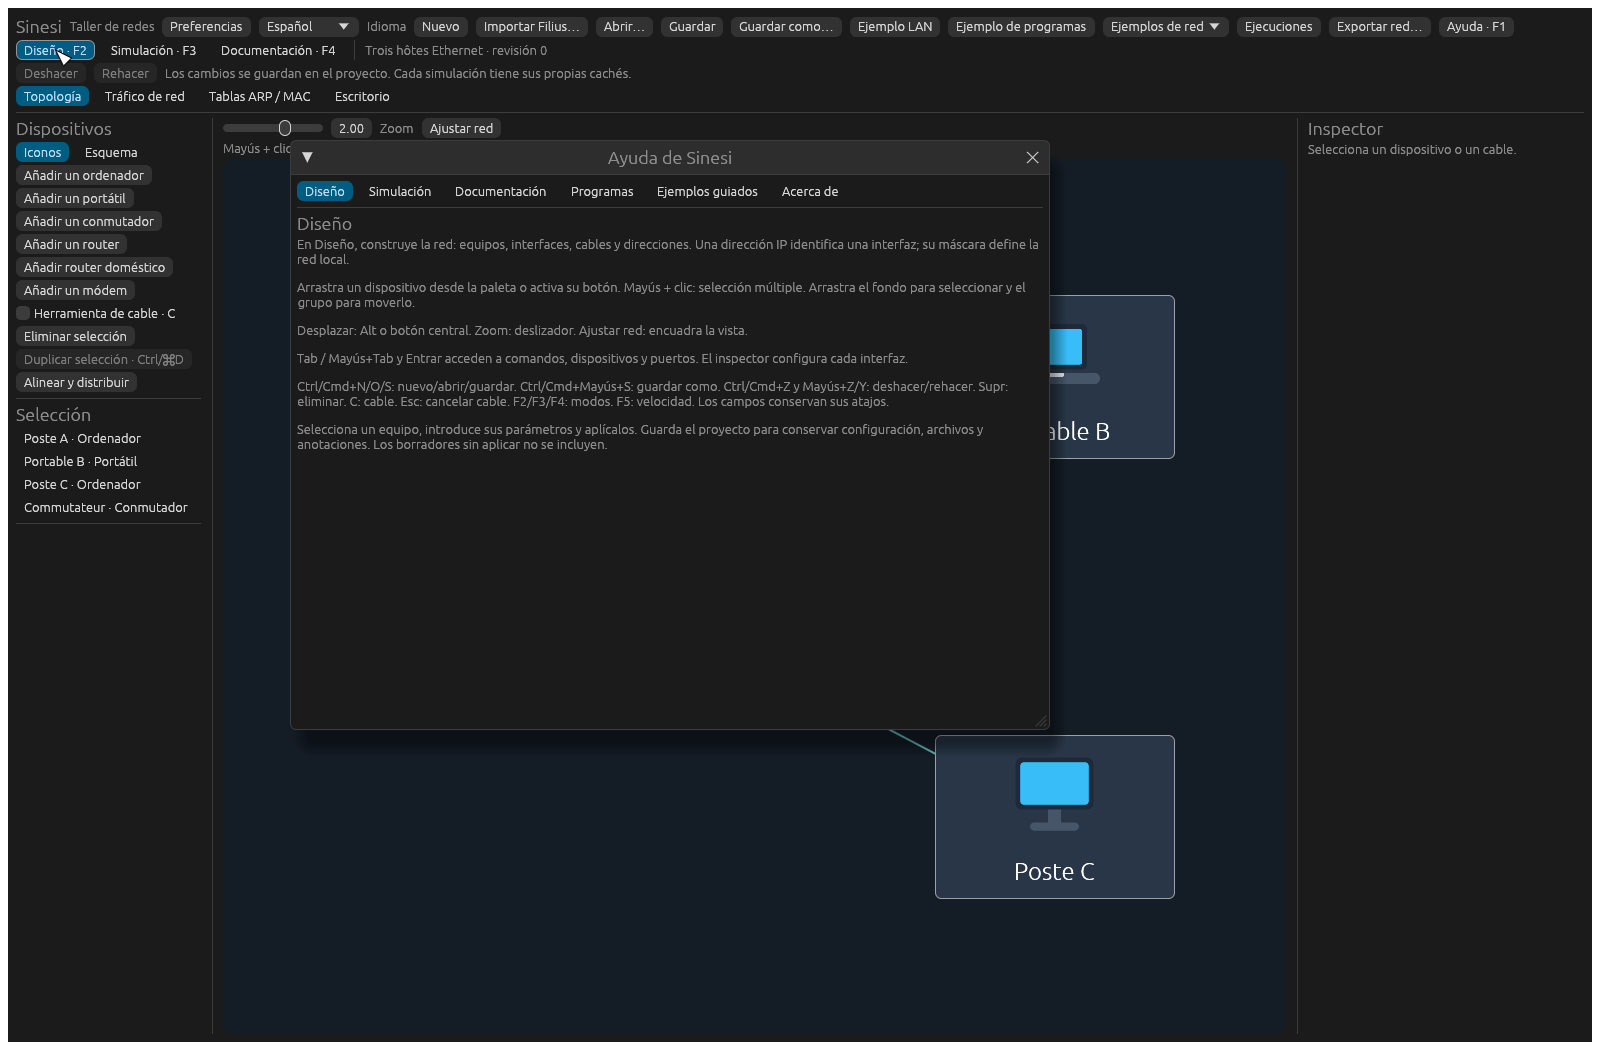 Sinesi Taller de redes Preferencias Español Idioma Nuevo Importar Filius... Abrir... Guardar Guardar como... Ejemplo LAN Ejemplo de programas Ejemplos de red Ejecuciones Exportar red... Ayuda · F1
Diseño · F2 Simulación · F3 Documentación · F4 Trois hôtes Ethernet · revisión 0
Deshacer Rehacer Los cambios se guardan en el proyecto. Cada simulación tiene sus propias cachés.
Topología Tráfico de red Tablas ARP / MAC Escritorio
Dispositivos
Iconos Esquema
Añadir un ordenador
Añadir un portátil
Añadir un conmutador
Añadir un router
Añadir router doméstico
Añadir un módem
Herramienta de cable · C
Eliminar selección
Duplicar selección · Ctrl/⌘D
Alinear y distribuir
Selección
Poste A · Ordenador
Portable B · Portátil
Poste C · Ordenador
Commutateur · Conmutador
2.00 Zoom Ajustar red
Mayús + clic
Ayuda de Sinesi
Diseño Simulación Documentación Programas Ejemplos guiados Acerca de
Diseño
En Diseño, construye la red: equipos, interfaces, cables y direcciones. Una dirección IP identifica una interfaz; su máscara define la
red local.
Arrastra un dispositivo desde la paleta o activa su botón. Mayús + clic: selección múltiple. Arrastra el fondo para seleccionar y el
grupo para moverlo.
Desplazar: Alt o botón central. Zoom: deslizador. Ajustar red: encuadra la vista.
Tab / Mayús+Tab y Entrar acceden a comandos, dispositivos y puertos. El inspector configura cada interfaz.
Ctrl/Cmd+N/O/S: nuevo/abrir/guardar. Ctrl/Cmd+Mayús+S: guardar como. Ctrl/Cmd+Z y Mayús+Z/Y: deshacer/rehacer. Supr:
eliminar. C: cable. Esc: cancelar cable. F2/F3/F4: modos. F5: velocidad. Los campos conservan sus atajos.
Selecciona un equipo, introduce sus parámetros y aplícalos. Guarda el proyecto para conservar configuración, archivos y
anotaciones. Los borradores sin aplicar no se incluyen.
able B
Poste C
Inspector
Selecciona un dispositivo o un cable.